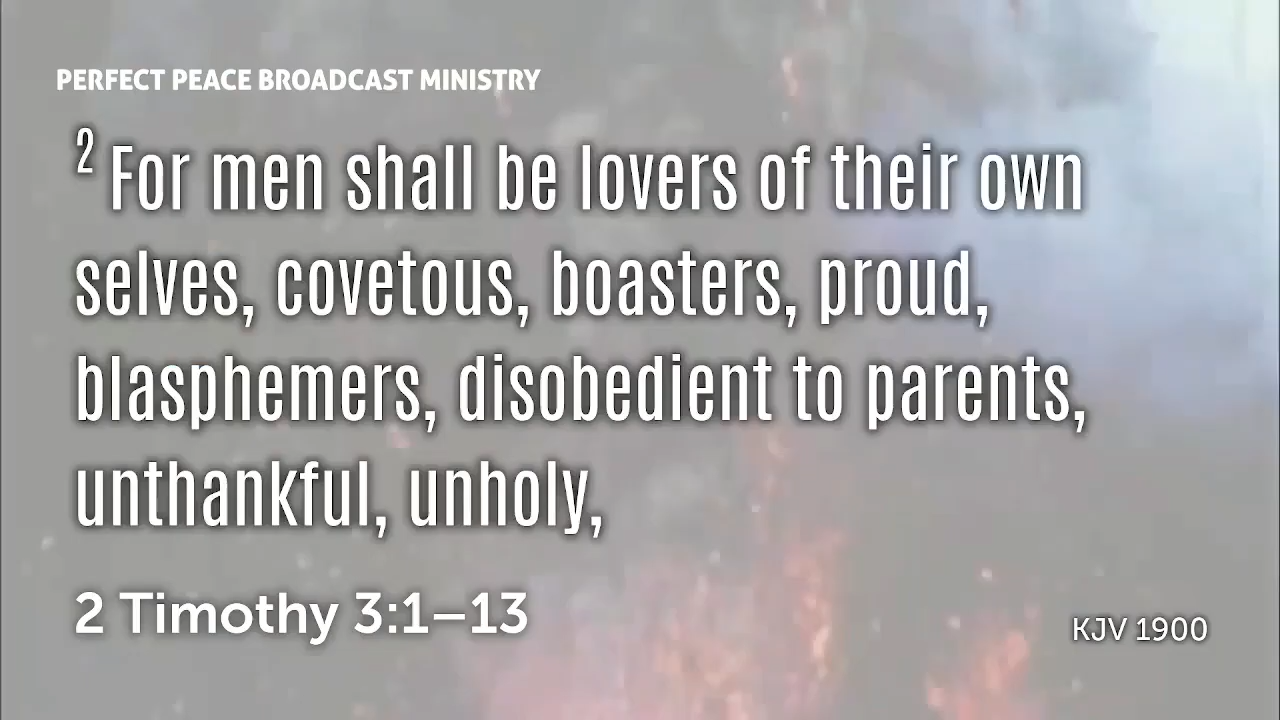 PERFECT PEACE BROADCAST MINISTRY
2 For men shall be lovers of their own
selves, covetous, boasters, proud,
blasphemers, disobedient to parents,
unthankful, unholy,
2 Timothy 3:1–13
KJV 1900